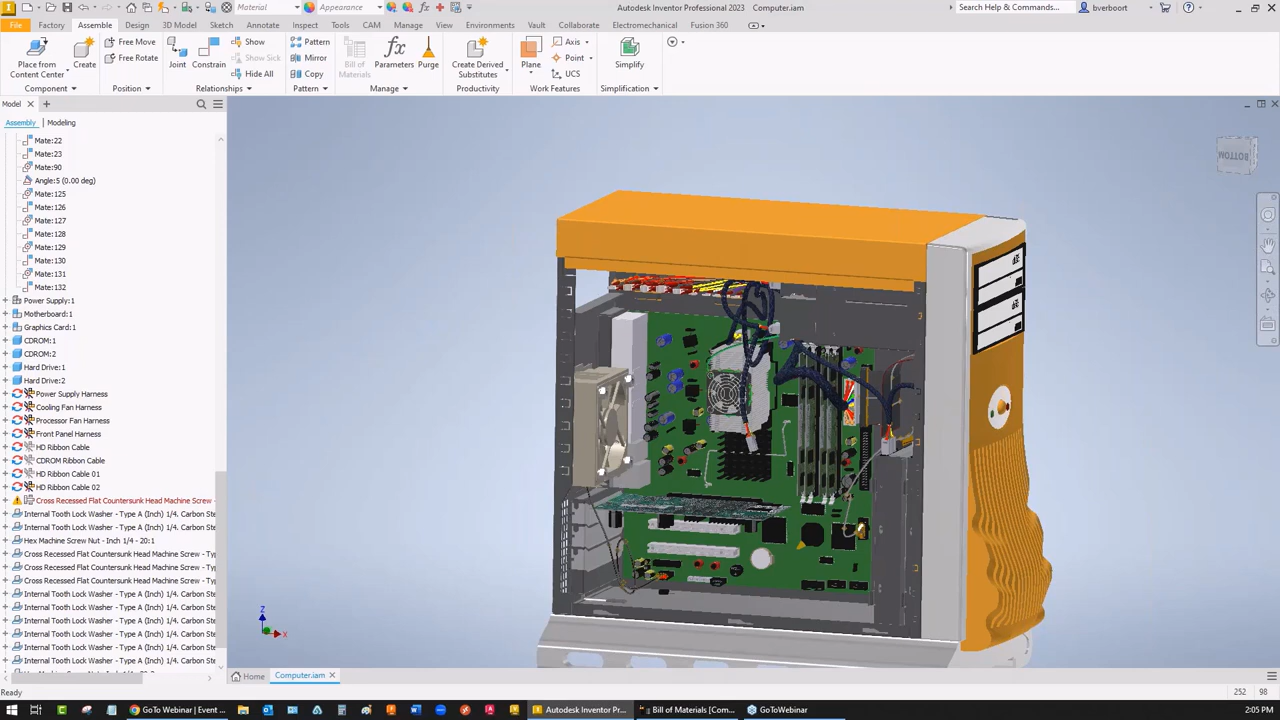 Material
Appearance
Autodesk Inventor Professional 2023 Computer.iam
Search Help & Commands...
bverboort
File
Factory
Assemble
Design
3D Model
Sketch
Annotate
Inspect
Tools
CAM
Manage
View
Environments
Vault
Collaborate
Electromechanical
Fusion 360
Place from
Content Center
Create
Free Move
Free Rotate
Joint
Constrain
Show
Show Sick
Hide All
Pattern
Mirror
Copy
Bill of
Materials
Parameters
Purge
Create Derived
Substitutes
Plane
Axis
Point
UCS
Simplify
Component
Position
Relationships
Pattern
Manage
Productivity
Work Features
Simplification
Model
Assembly
Modeling
Mate:22
Mate:23
Mate:90
Angle:5 (0.00 deg)
Mate:125
Mate:126
Mate:127
Mate:128
Mate:129
Mate:130
Mate:131
Mate:132
Power Supply:1
Motherboard:1
Graphics Card:1
CDROM:1
CDROM:2
Hard Drive:1
Hard Drive:2
Power Supply Harness
Cooling Fan Harness
Processor Fan Harness
Front Panel Harness
HD Ribbon Cable
CDROM Ribbon Cable
HD Ribbon Cable 01
HD Ribbon Cable 02
Cross Recessed Flat Countersunk Head Machine Screw -
Internal Tooth Lock Washer - Type A (Inch) 1/4. Carbon Ste
Internal Tooth Lock Washer - Type A (Inch) 1/4. Carbon Ste
Hex Machine Screw Nut - Inch 1/4 - 20:1
Cross Recessed Flat Countersunk Head Machine Screw - Ty
Cross Recessed Flat Countersunk Head Machine Screw - Ty
Cross Recessed Flat Countersunk Head Machine Screw - Ty
Internal Tooth Lock Washer - Type A (Inch) 1/4. Carbon Ste
Internal Tooth Lock Washer - Type A (Inch) 1/4. Carbon Ste
Internal Tooth Lock Washer - Type A (Inch) 1/4. Carbon Ste
Internal Tooth Lock Washer - Type A (Inch) 1/4. Carbon Ste
Internal Tooth Lock Washer - Type A (Inch) 1/4. Carbon Ste
Internal Tooth Lock Washer - Type A (Inch) 1/4. Carbon Ste
BOTTOM
Z
X
Home
Computer.iam
Ready
252
98
GoTo Webinar | Event ...
Autodesk Inventor Pr...
Bill of Materials [Com...
GoToWebinar
2:05 PM